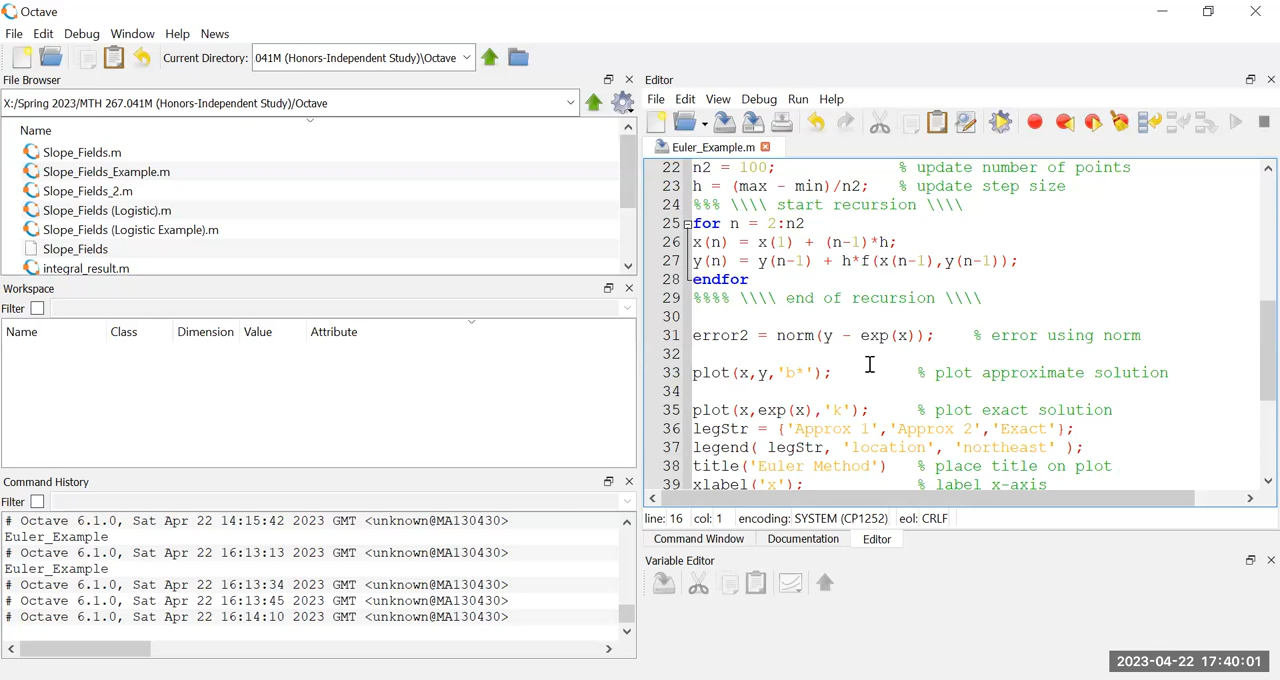 Octave
File Edit Debug Window Help News
Current Directory: 041M (Honors-Independent Study)\Octave
File Browser
X:/Spring 2023/MTH 267.041M (Honors-Independent Study)/Octave
Name
Slope_Fields.m
Slope_Fields_Example.m
Slope_Fields_2.m
Slope_Fields (Logistic).m
Slope_Fields (Logistic Example).m
Slope_Fields
integral_result.m
Workspace
Filter
Name Class Dimension Value Attribute
Command History
Filter
# Octave 6.1.0, Sat Apr 22 14:15:42 2023 GMT <unknown@MA130430>
Euler_Example
# Octave 6.1.0, Sat Apr 22 16:13:13 2023 GMT <unknown@MA130430>
Euler_Example
# Octave 6.1.0, Sat Apr 22 16:13:34 2023 GMT <unknown@MA130430>
# Octave 6.1.0, Sat Apr 22 16:13:45 2023 GMT <unknown@MA130430>
# Octave 6.1.0, Sat Apr 22 16:14:10 2023 GMT <unknown@MA130430>
Editor
File Edit View Debug Run Help
Euler_Example.m
22 n2 = 100; % update number of points
23 h = (max - min)/n2; % update step size
24 %%% \\\\ start recursion \\\\
25 for n = 2:n2
26 x(n) = x(1) + (n-1)*h;
27 y(n) = y(n-1) + h*f(x(n-1),y(n-1));
28 endfor
29 %%%% \\\\ end of recursion \\\\
30
31 error2 = norm(y - exp(x)); % error using norm
32
33 plot(x,y,'b*'); % plot approximate solution
34
35 plot(x,exp(x),'k'); % plot exact solution
36 legStr = {'Approx 1','Approx 2','Exact'};
37 legend( legStr, 'location', 'northeast' );
38 title('Euler Method') % place title on plot
39 xlabel('x'); % label x-axis
line: 16 col: 1 encoding: SYSTEM (CP1252) eol: CRLF
Command Window Documentation Editor
Variable Editor
2023-04-22 17:40:01